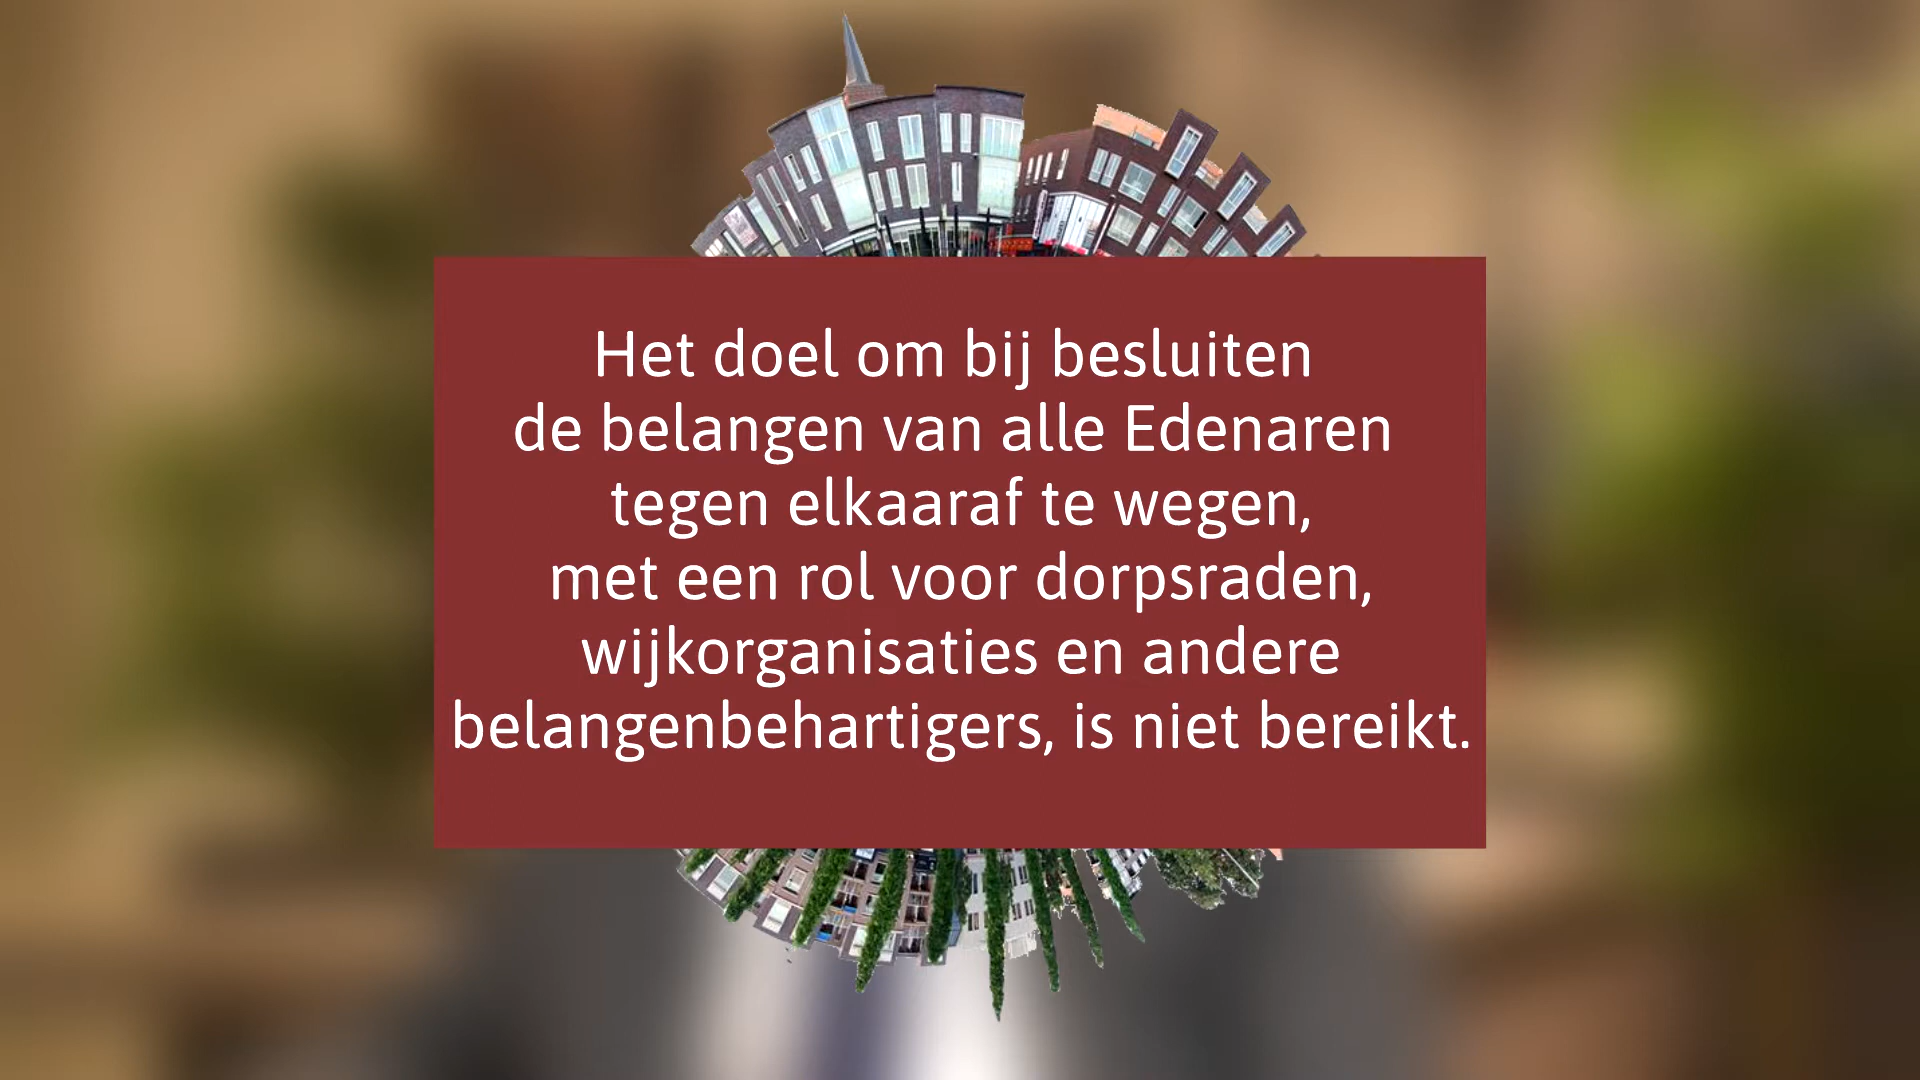 Het doel om bij besluiten
de belangen van alle Edenaren
tegen elkaaraf te wegen,
met een rol voor dorpsraden,
wijkorganisaties en andere
belangenbehartigers, is niet bereikt.